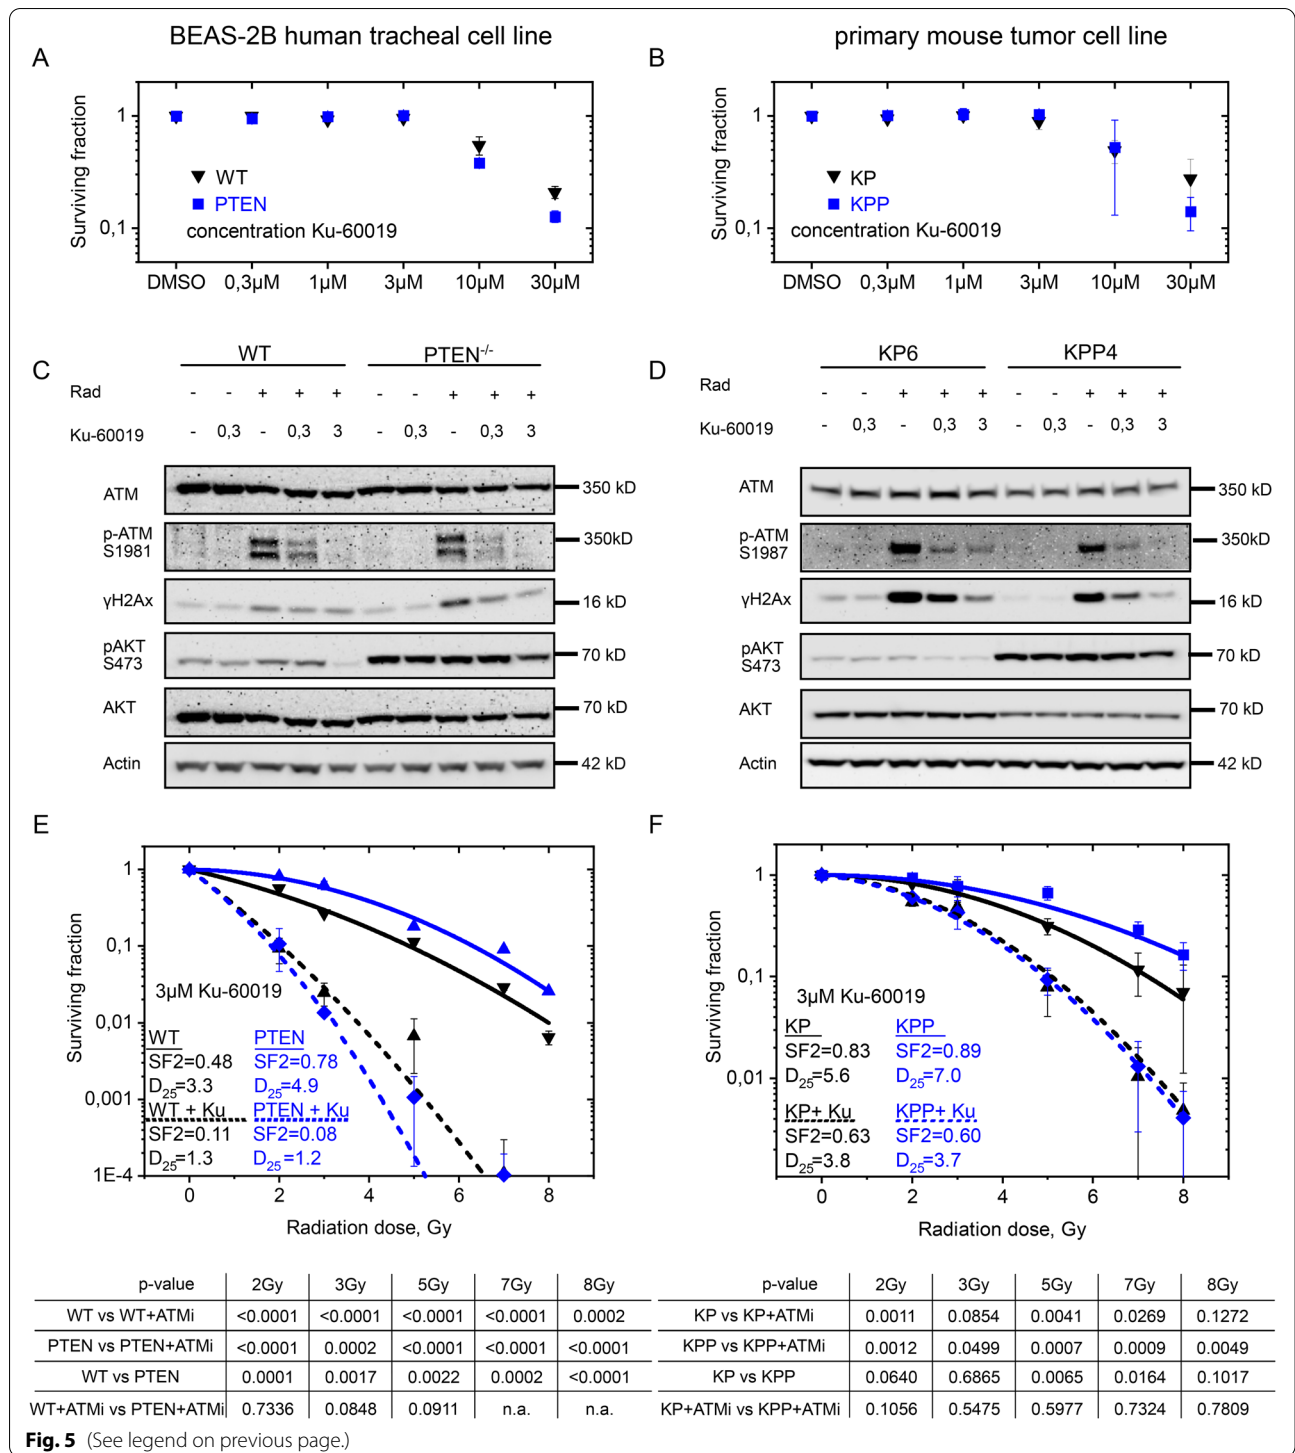 BEAS-2B human tracheal cell line
primary mouse tumor cell line
A
Surviving fraction
1
0,1
WT
PTEN
concentration Ku-60019
DMSO 0,3µM 1µM 3µM 10µM 30µM
B
Surviving fraction
1
0,1
KP
KPP
concentration Ku-60019
DMSO 0,3µM 1µM 3µM 10µM 30µM
C
WT PTEN-/-
Rad - - + + + - - + + +
Ku-60019 - 0,3 - 0,3 3 - 0,3 - 0,3 3
ATM 350 kD
p-ATM S1981 350kD
γH2Ax 16 kD
pAKT S473 70 kD
AKT 70 kD
Actin 42 kD
D
KP6 KPP4
Rad - - + + + - - + + +
Ku-60019 - 0,3 - 0,3 3 - 0,3 - 0,3 3
ATM 350 kD
p-ATM S1987 350kD
γH2Ax 16 kD
pAKT S473 70 kD
AKT 70 kD
Actin 42 kD
E
Surviving fraction
1
0,1
0,01
0,001
1E-4
3µM Ku-60019
WT PTEN
SF2=0.48 SF2=0.78
D25=3.3 D25=4.9
WT + Ku PTEN + Ku
SF2=0.11 SF2=0.08
D25=1.3 D25=1.2
0 2 4 6 8
Radiation dose, Gy
F
Surviving fraction
1
0,1
0,01
3µM Ku-60019
KP KPP
SF2=0.83 SF2=0.89
D25=5.6 D25=7.0
KP+ Ku KPP+ Ku
SF2=0.63 SF2=0.60
D25=3.8 D25=3.7
0 2 4 6 8
Radiation dose, Gy
p-value 2Gy 3Gy 5Gy 7Gy 8Gy
WT vs WT+ATMi <0.0001 <0.0001 <0.0001 <0.0001 0.0002
PTEN vs PTEN+ATMi <0.0001 0.0002 <0.0001 <0.0001 <0.0001
WT vs PTEN 0.0001 0.0017 0.0022 0.0002 <0.0001
WT+ATMi vs PTEN+ATMi 0.7336 0.0848 0.0911 n.a. n.a.
p-value 2Gy 3Gy 5Gy 7Gy 8Gy
KP vs KP+ATMi 0.0011 0.0854 0.0041 0.0269 0.1272
KPP vs KPP+ATMi 0.0012 0.0499 0.0007 0.0009 0.0049
KP vs KPP 0.0640 0.6865 0.0065 0.0164 0.1017
KP+ATMi vs KPP+ATMi 0.1056 0.5475 0.5977 0.7324 0.7809
Fig. 5 (See legend on previous page.)